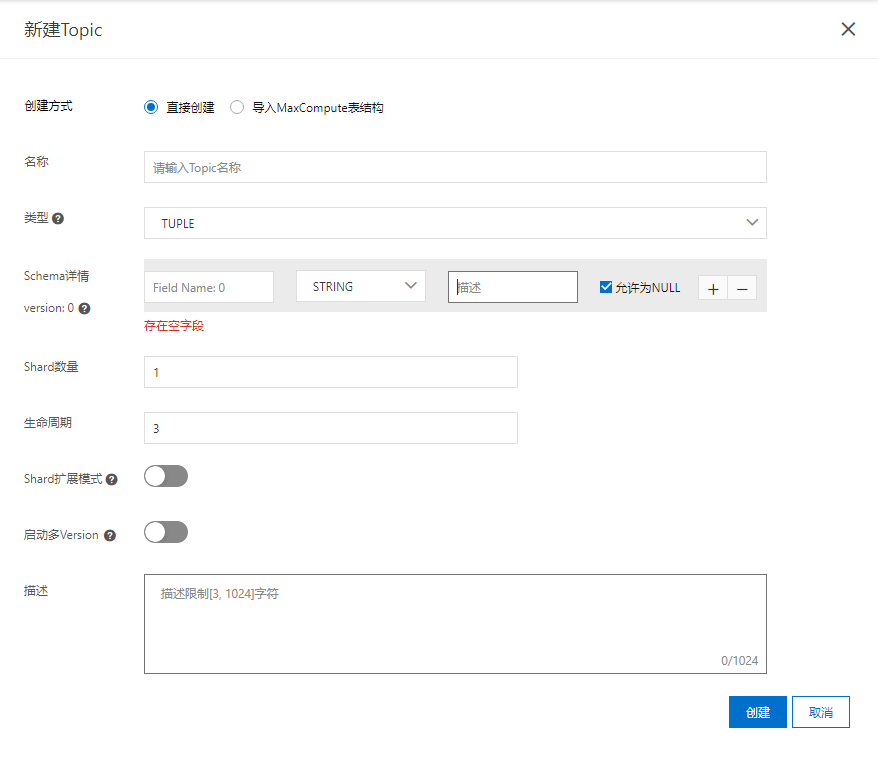 新建Topic
创建方式 直接创建 导入MaxCompute表结构
名称 请输入Topic名称
类型 TUPLE
Schema详情 Field Name: 0 STRING 描述 允许为NULL + −
version: 0
存在空字段
Shard数量 1
生命周期 3
Shard扩展模式
启动多Version
描述 描述限制[3, 1024]字符
0/1024
创建 取消